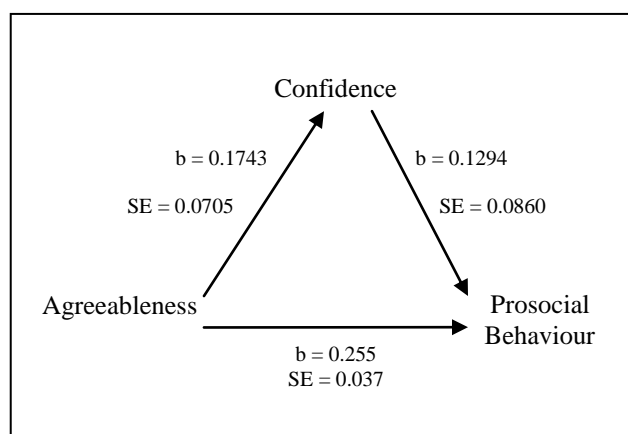 Confidence
b = 0.1743
b = 0.1294
SE = 0.0705
SE = 0.0860
Agreeableness
Prosocial
Behaviour
b = 0.255
SE = 0.037